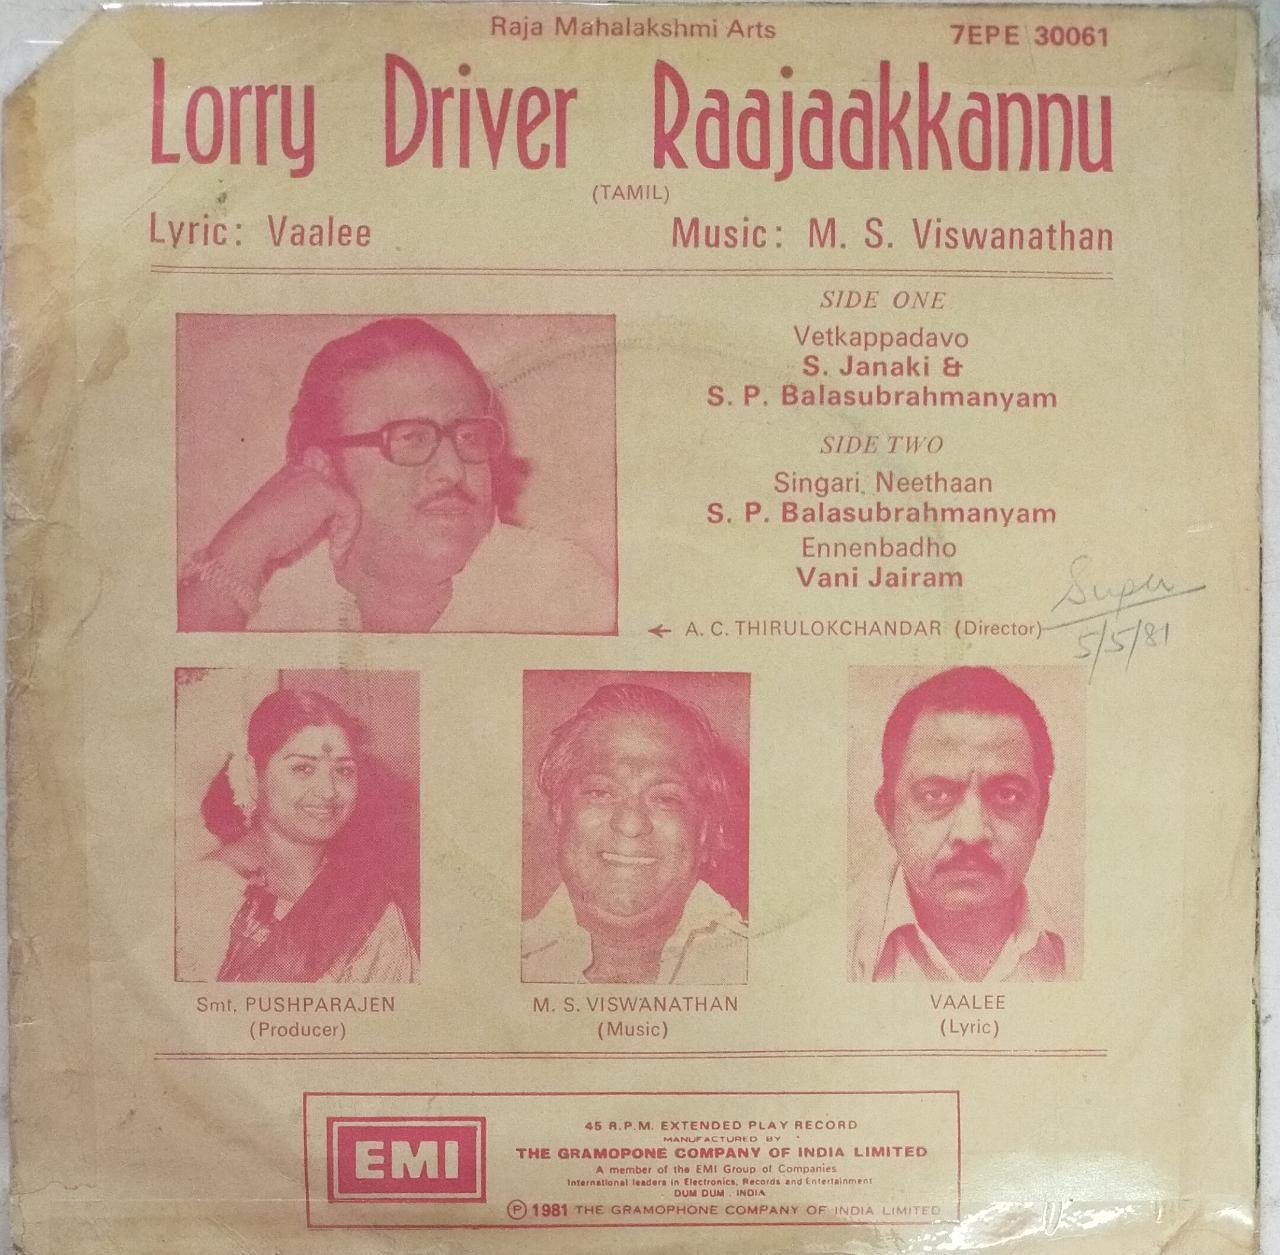 Raja Mahalakshmi Arts
7EPE 30061
Lorry Driver Raajaakkannu
(TAMIL)
Lyric: Vaalee
Music: M. S. Viswanathan
SIDE ONE
Vetkappadavo
S. Janaki &
S. P. Balasubrahmanyam
SIDE TWO
Singari Neethaan
S. P. Balasubrahmanyam
Ennenbadho
Vani Jairam
← A. C. THIRULOKCHANDAR (Director)
Super
5/5/81
Smt. PUSHPARAJEN
(Producer)
M. S. VISWANATHAN
(Music)
VAALEE
(Lyric)
EMI
45 R.P.M. EXTENDED PLAY RECORD
MANUFACTURED BY
THE GRAMOPONE COMPANY OF INDIA LIMITED
A member of the EMI Group of Companies
International leaders in Electronics, Records and Entertainment
DUM DUM . INDIA
Ⓟ 1981 THE GRAMOPHONE COMPANY OF INDIA LIMITED